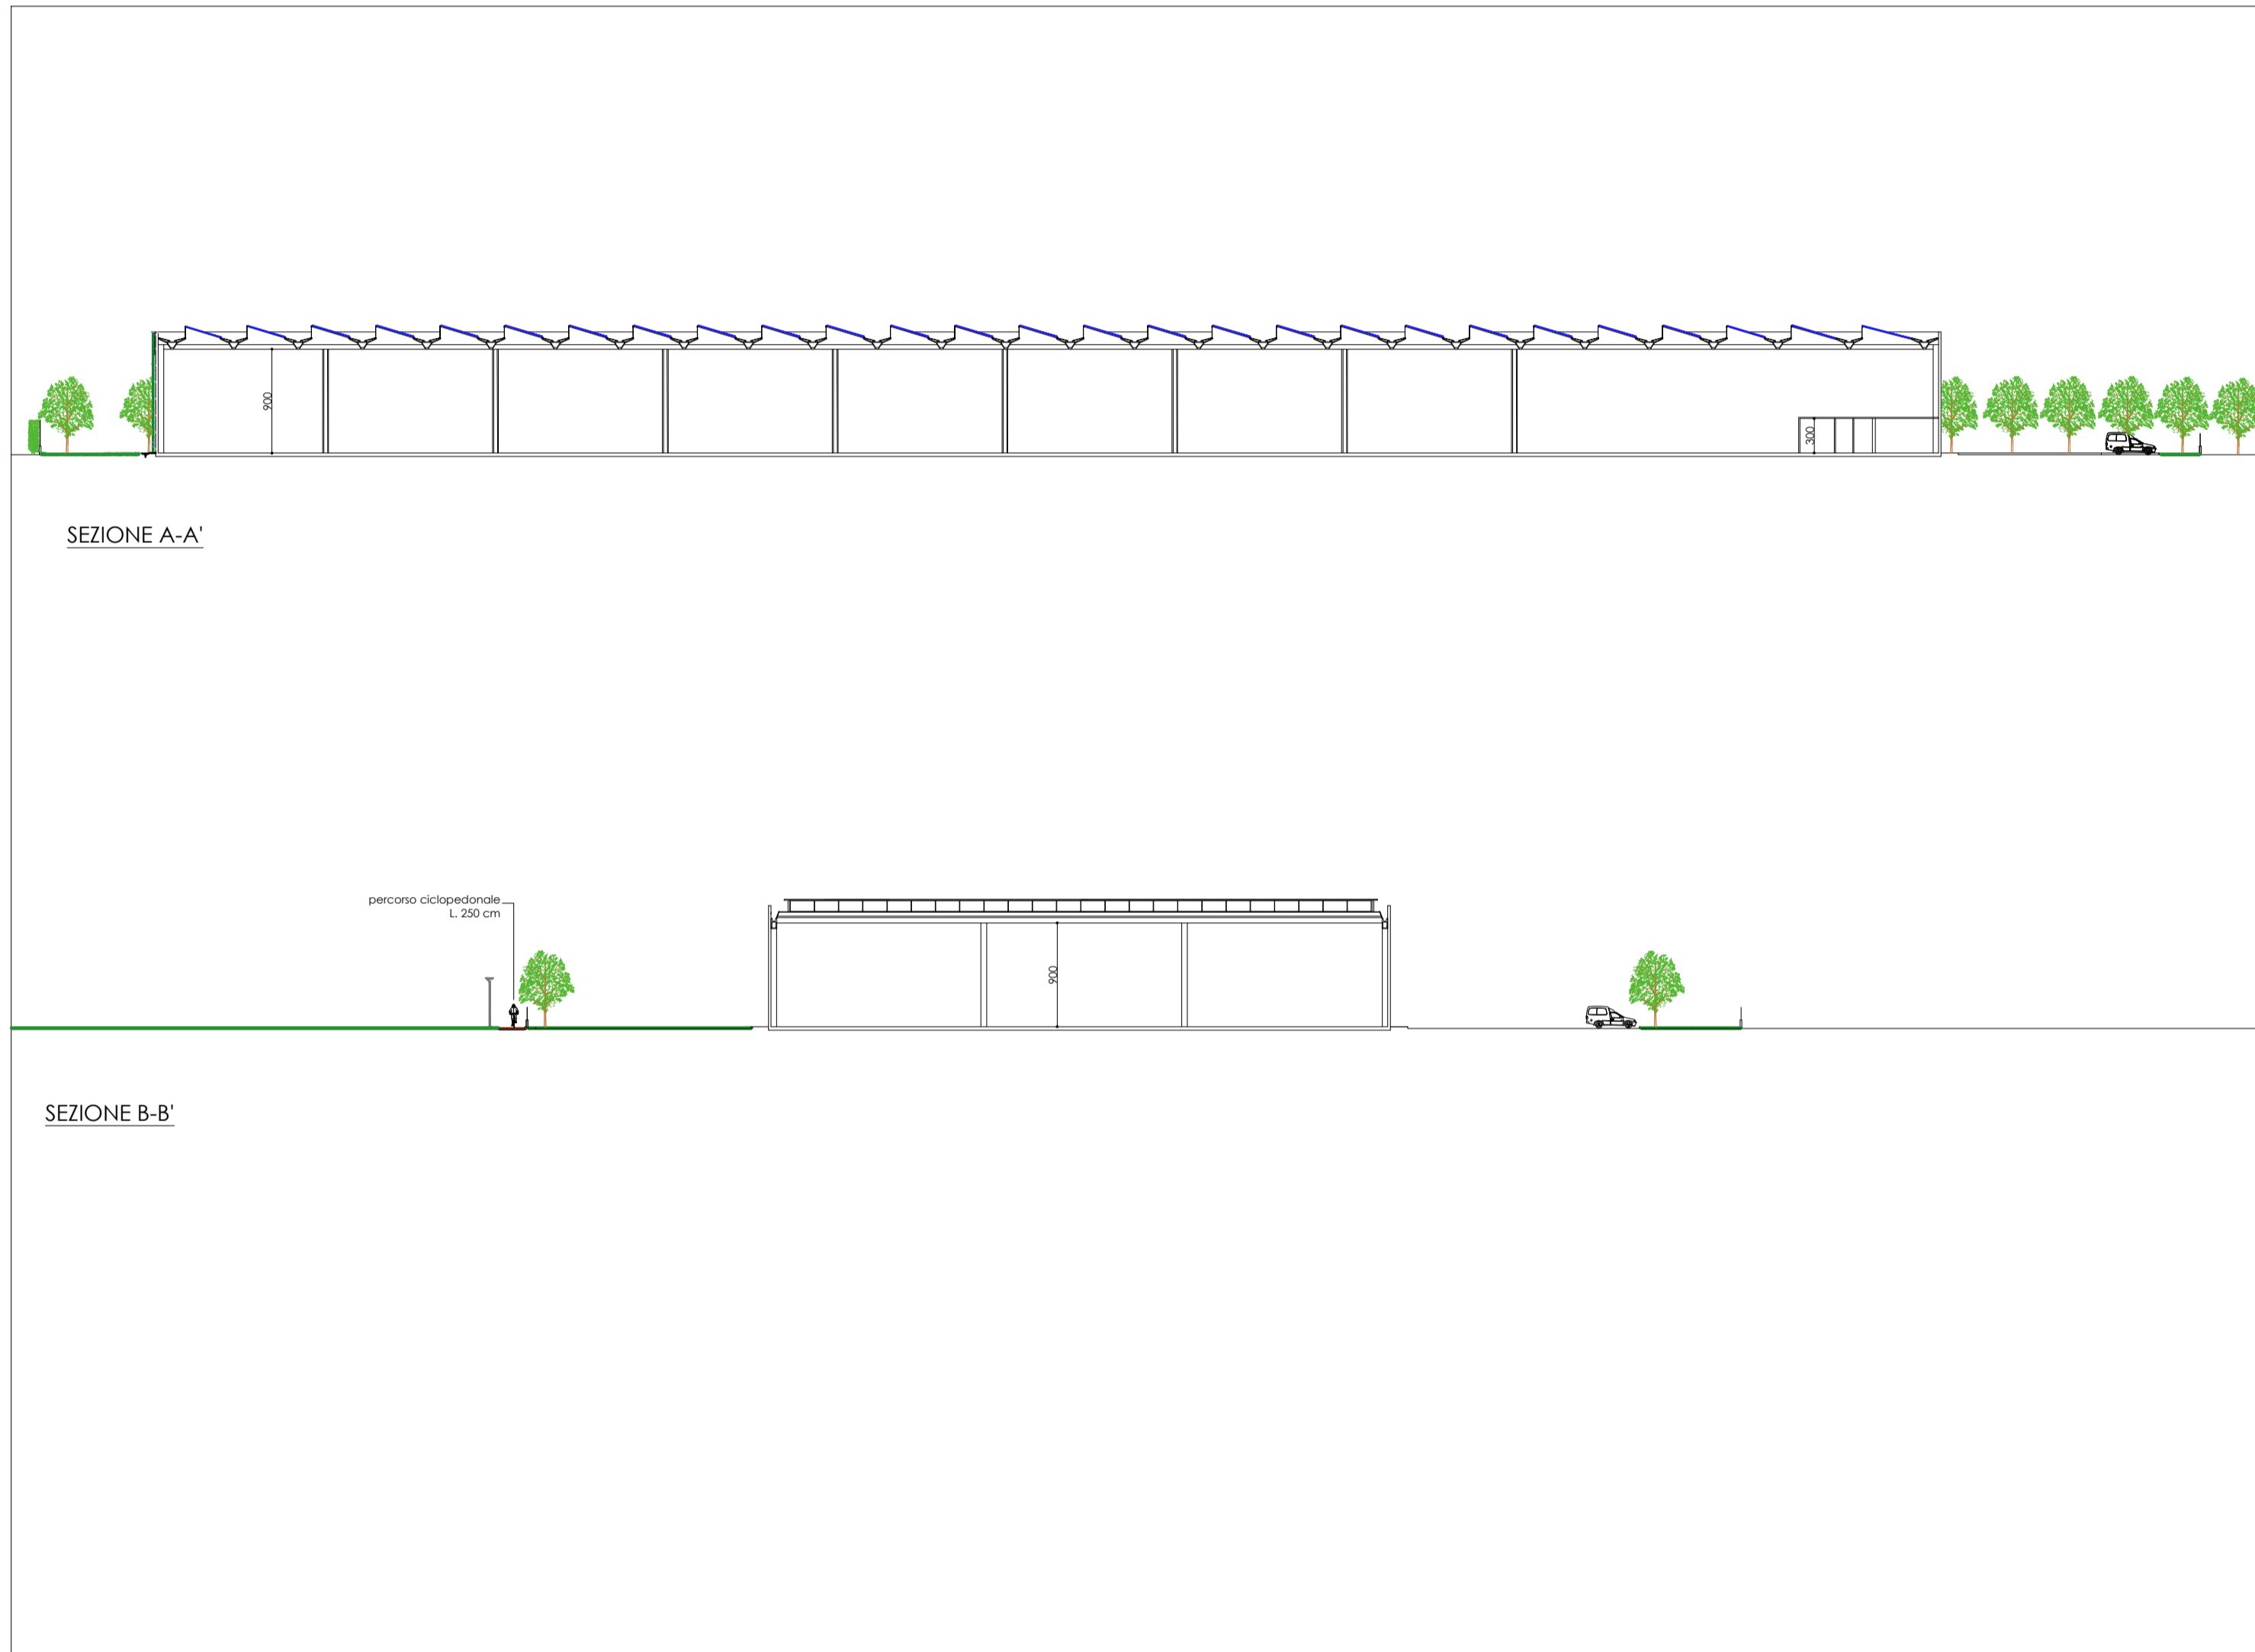 900
300
SEZIONE A-A'
percorso ciclopedonale
L. 250 cm
900
SEZIONE B-B'